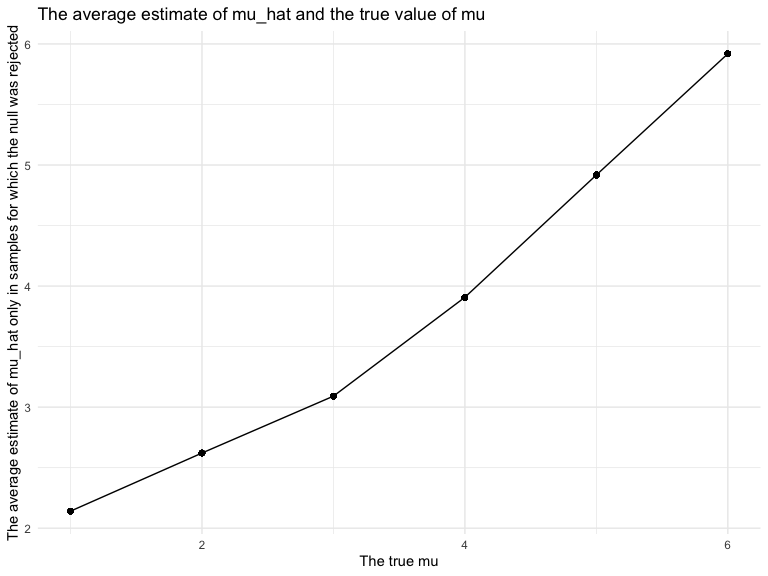 The average estimate of mu_hat and the true value of mu
The average estimate of mu_hat only in samples for which the null was rejected
6
5
4
3
2
2
4
6
The true mu